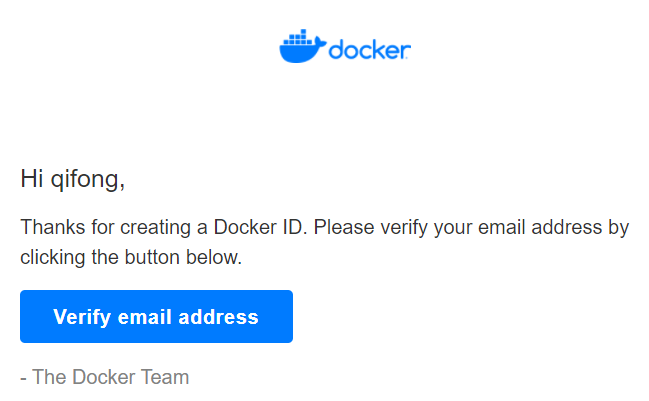 docker
Hi qifong,
Thanks for creating a Docker ID. Please verify your email address by
clicking the button below.
Verify email address
- The Docker Team